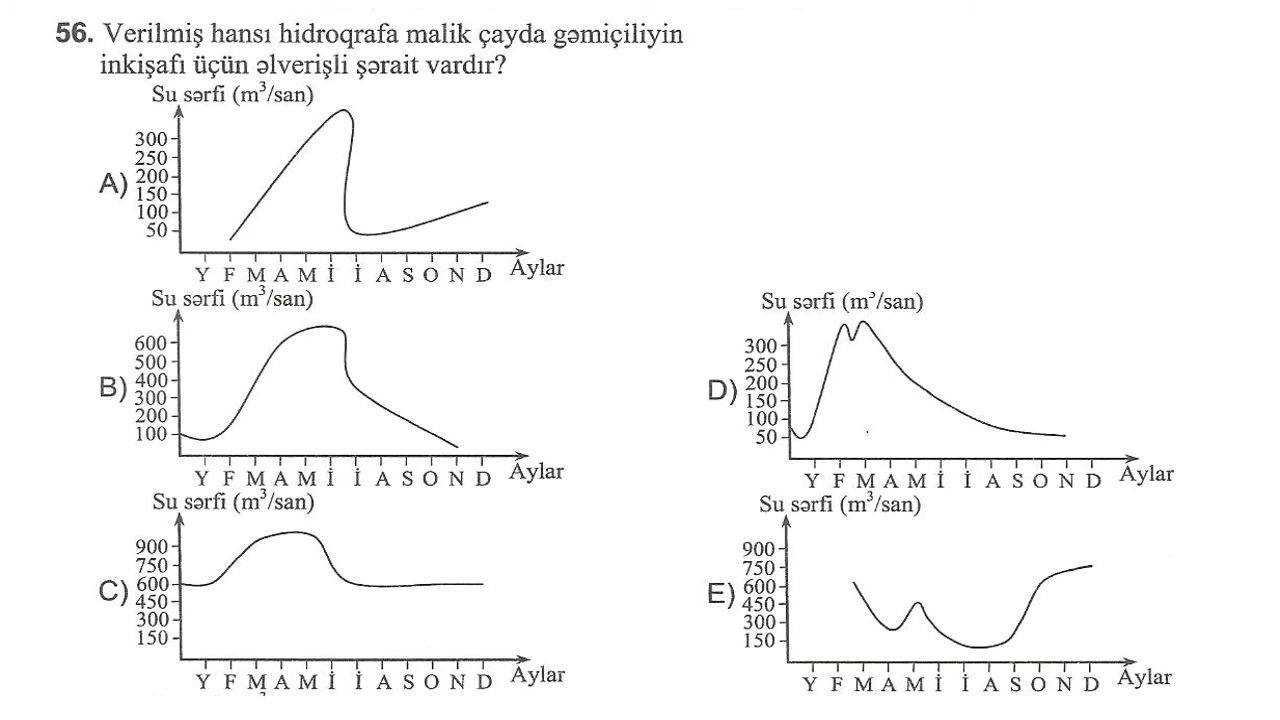 56. Verilmiş hansı hidroqrafa malik çayda gəmiçiliyin
inkişafı üçün əlverişli şərait vardır?
Su sərfi (m³/san)
A)
300
250
200
150
100
50
Y F M A M İ İ A S O N D Aylar
Su sərfi (m³/san)
B)
600
500
400
300
200
100
Y F M A M İ İ A S O N D Aylar
Su sərfi (m³/san)
C)
900
750
600
450
300
150
Y F M A M İ İ A S O N D Aylar
Su sərfi (m³/san)
D)
300
250
200
150
100
50
Y F M A M İ İ A S O N D Aylar
Su sərfi (m³/san)
E)
900
750
600
450
300
150
Y F M A M İ İ A S O N D Aylar